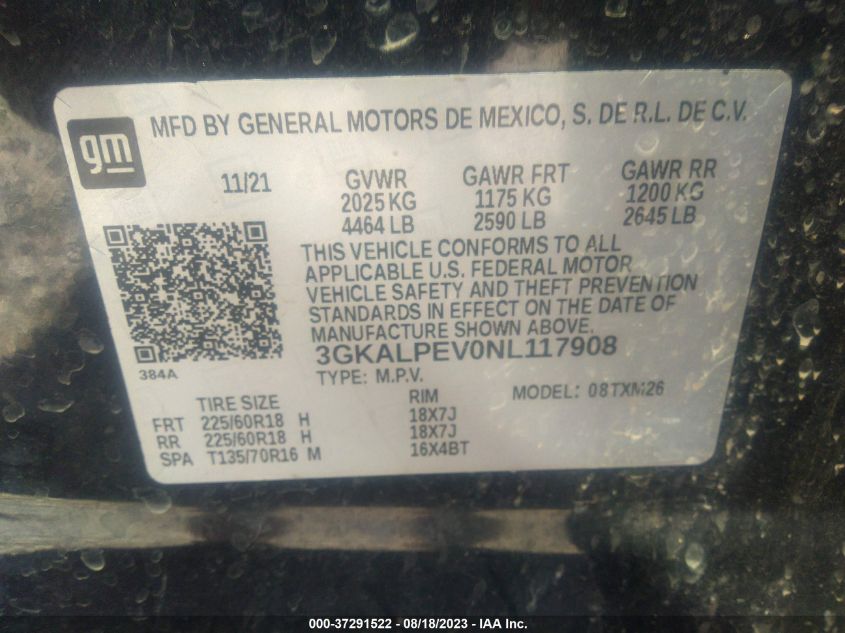 gm
MFD BY GENERAL MOTORS DE MEXICO, S. DE R.L. DE C.V.
11/21 GVWR GAWR FRT GAWR RR
2025 KG 1175 KG 1200 KG
4464 LB 2590 LB 2645 LB
THIS VEHICLE CONFORMS TO ALL
APPLICABLE U.S. FEDERAL MOTOR
VEHICLE SAFETY AND THEFT PREVENTION
STANDARDS IN EFFECT ON THE DATE OF
MANUFACTURE SHOWN ABOVE.
3GKALPEV0NL117908
384A
TYPE: M.P.V. MODEL: 08TXM26
TIRE SIZE RIM
FRT 225/60R18 H 18X7J
RR 225/60R18 H 18X7J
SPA T135/70R16 M 16X4BT
000-37291522 - 08/18/2023 - IAA Inc.